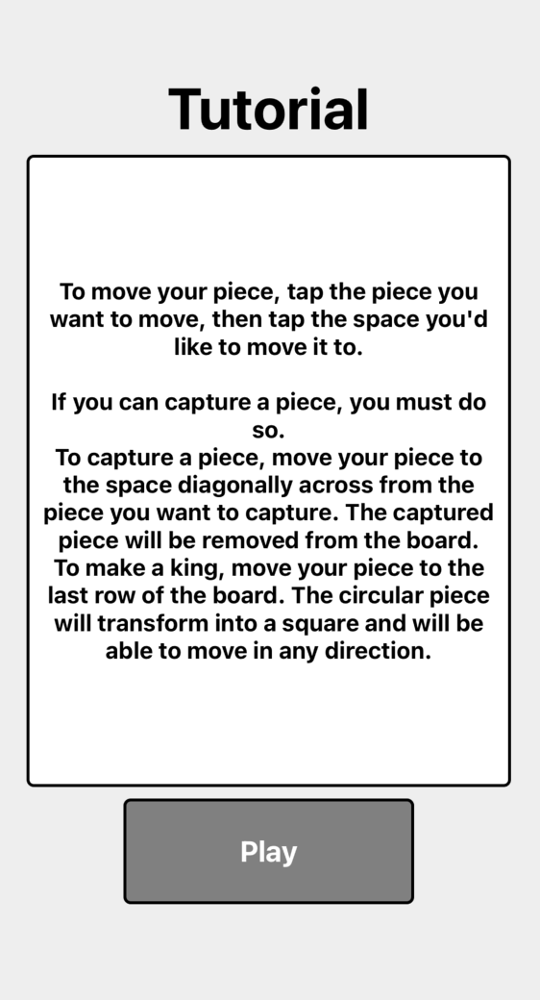 Tutorial
To move your piece, tap the piece you
want to move, then tap the space you'd
like to move it to.
If you can capture a piece, you must do
so.
To capture a piece, move your piece to
the space diagonally across from the
piece you want to capture. The captured
piece will be removed from the board.
To make a king, move your piece to the
last row of the board. The circular piece
will transform into a square and will be
able to move in any direction.
Play